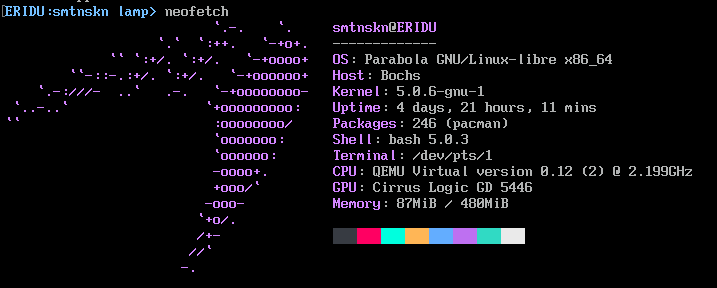 [ERIDU:smtnskn lamp> neofetch
smtnskn@ERIDU
-------------
OS: Parabola GNU/Linux-libre x86_64
Host: Bochs
Kernel: 5.0.6-gnu-1
Uptime: 4 days, 21 hours, 11 mins
Packages: 246 (pacman)
Shell: bash 5.0.3
Terminal: /dev/pts/1
CPU: QEMU Virtual version 0.12 (2) @ 2.199GHz
GPU: Cirrus Logic GD 5446
Memory: 87MiB / 480MiB